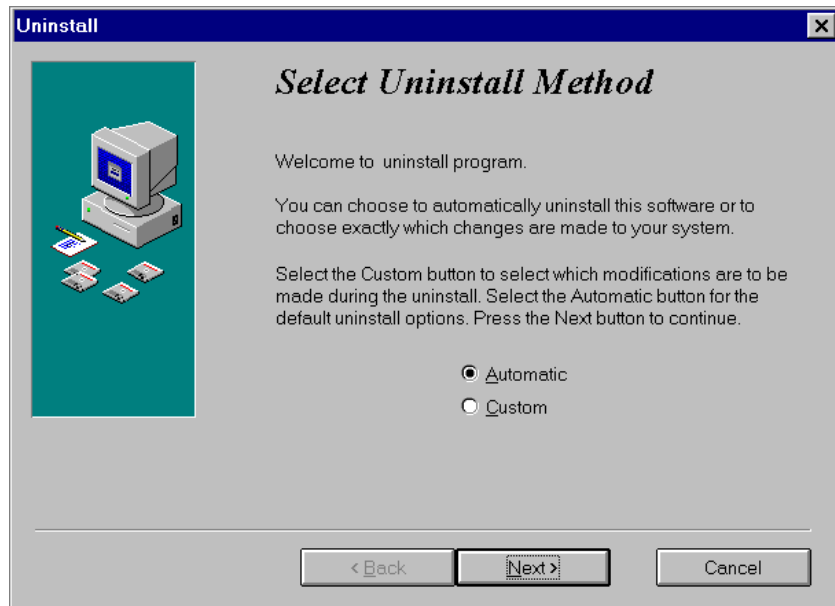 Uninstall
Select Uninstall Method
Welcome to  uninstall program.
You can choose to automatically uninstall this software or to
choose exactly which changes are made to your system.
Select the Custom button to select which modifications are to be
made during the uninstall. Select the Automatic button for the
default uninstall options. Press the Next button to continue.
Automatic
Custom
< Back
Next >
Cancel